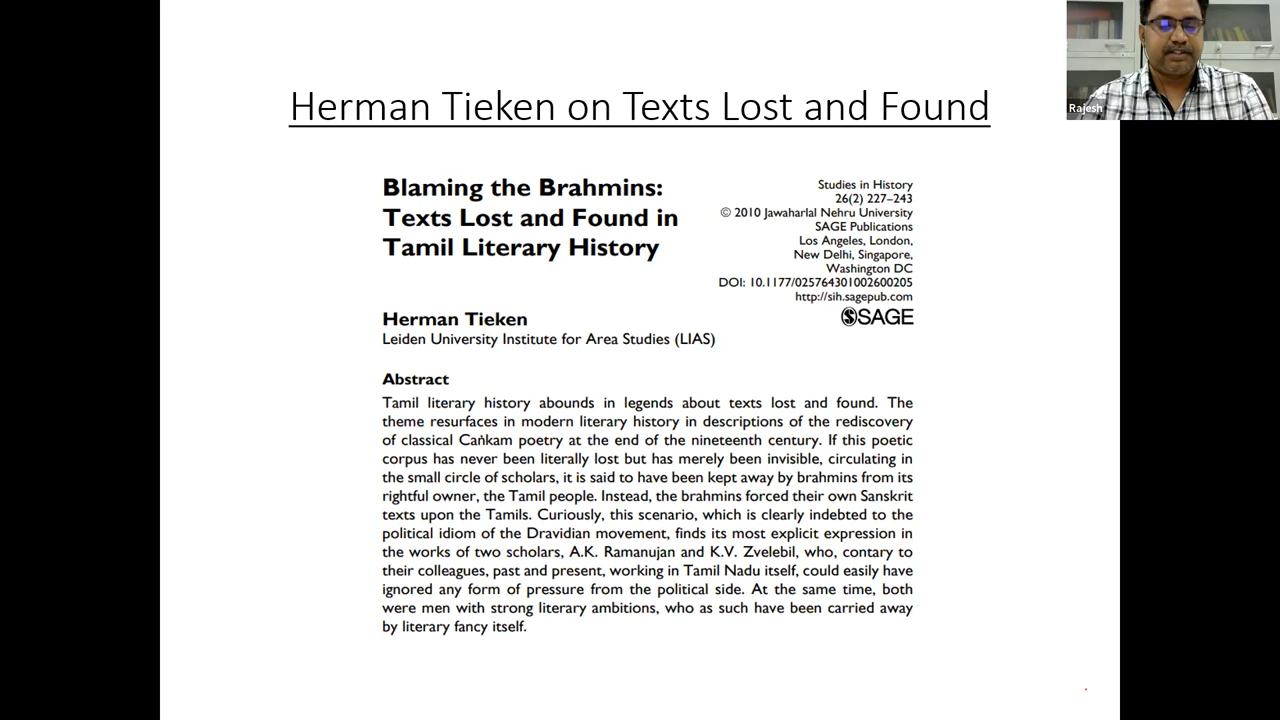 Herman Tieken on Texts Lost and Found
Rajesh
Blaming the Brahmins:
Texts Lost and Found in
Tamil Literary History
Studies in History
26(2) 227–243
© 2010 Jawaharlal Nehru University
SAGE Publications
Los Angeles, London,
New Delhi, Singapore,
Washington DC
DOI: 10.1177/025764301002600205
http://sih.sagepub.com
SAGE
Herman Tieken
Leiden University Institute for Area Studies (LIAS)
Abstract
Tamil literary history abounds in legends about texts lost and found. The
theme resurfaces in modern literary history in descriptions of the rediscovery
of classical Caṅkam poetry at the end of the nineteenth century. If this poetic
corpus has never been literally lost but has merely been invisible, circulating in
the small circle of scholars, it is said to have been kept away by brahmins from its
rightful owner, the Tamil people. Instead, the brahmins forced their own Sanskrit
texts upon the Tamils. Curiously, this scenario, which is clearly indebted to the
political idiom of the Dravidian movement, finds its most explicit expression in
the works of two scholars, A.K. Ramanujan and K.V. Zvelebil, who, contary to
their colleagues, past and present, working in Tamil Nadu itself, could easily have
ignored any form of pressure from the political side. At the same time, both
were men with strong literary ambitions, who as such have been carried away
by literary fancy itself.